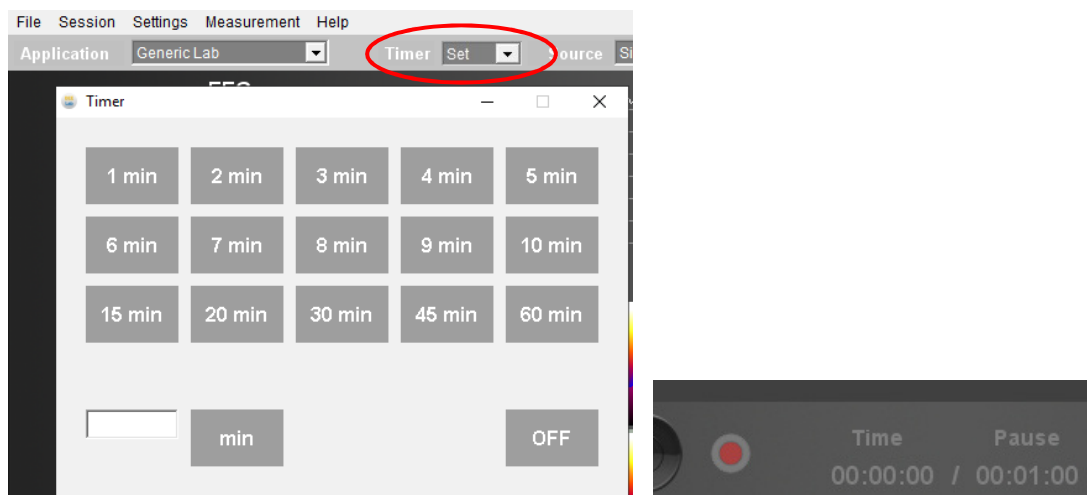 File Session Settings Measurement Help
Application Generic Lab Timer Set Source
Timer
1 min 2 min 3 min 4 min 5 min
6 min 7 min 8 min 9 min 10 min
15 min 20 min 30 min 45 min 60 min
min OFF
Time Pause
00:00:00 / 00:01:00